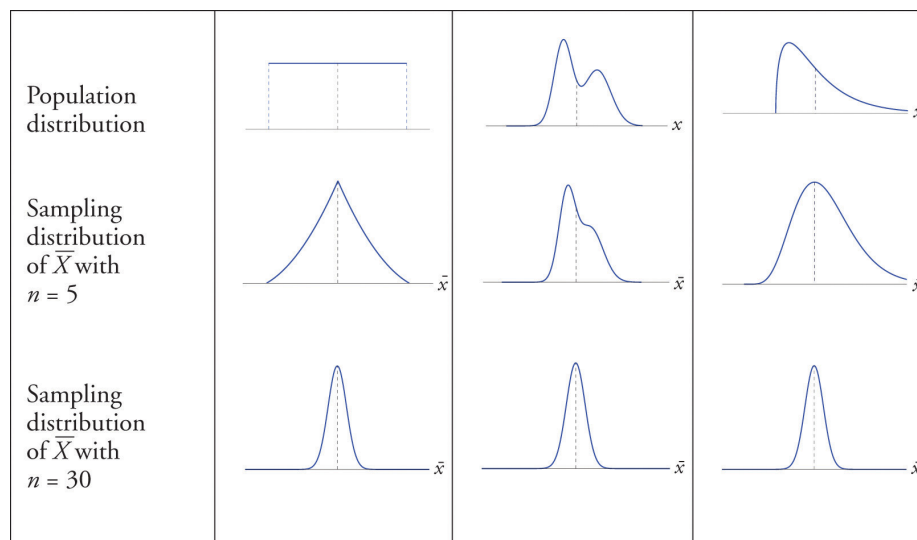 Population
distribution
x
x
Sampling
distribution
of X̅ with
n = 5
x̄
x̄
x̄
Sampling
distribution
of X̅ with
n = 30
x̄
x̄
x̄